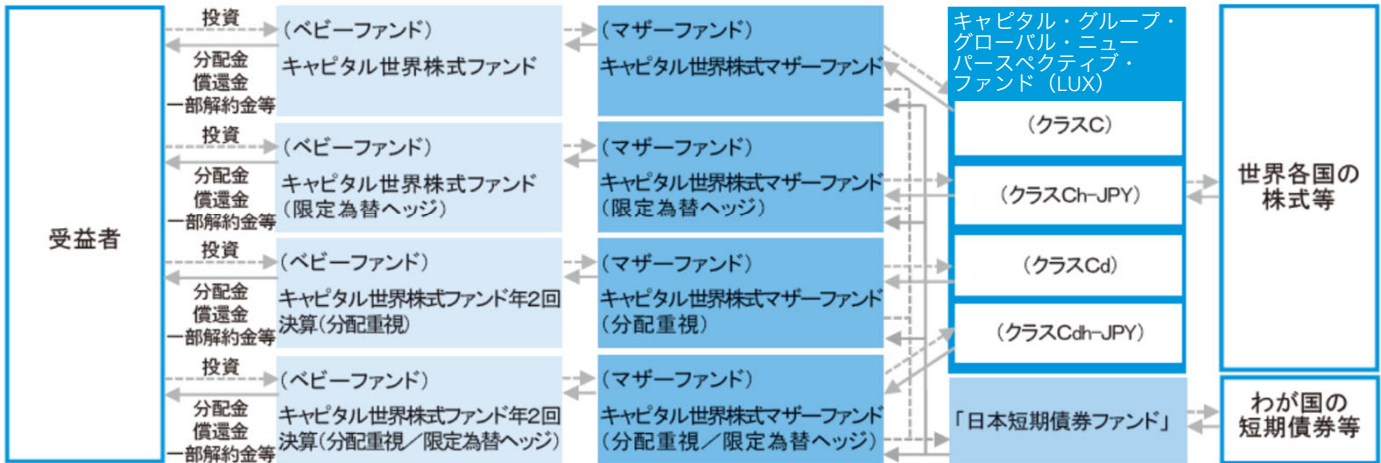 受益者
投資
分配金
償還金
一部解約金等
(ベビーファンド)
キャピタル世界株式ファンド
(マザーファンド)
キャピタル世界株式マザーファンド
投資
分配金
償還金
一部解約金等
(ベビーファンド)
キャピタル世界株式ファンド
(限定為替ヘッジ)
(マザーファンド)
キャピタル世界株式マザーファンド
(限定為替ヘッジ)
投資
分配金
償還金
一部解約金等
(ベビーファンド)
キャピタル世界株式ファンド年2回
決算(分配重視)
(マザーファンド)
キャピタル世界株式マザーファンド
(分配重視)
投資
分配金
償還金
一部解約金等
(ベビーファンド)
キャピタル世界株式ファンド年2回
決算(分配重視/限定為替ヘッジ)
(マザーファンド)
キャピタル世界株式マザーファンド
(分配重視/限定為替ヘッジ)
キャピタル・グループ・
グローバル・ニュー
パースペクティブ・
ファンド(LUX)
(クラスC)
(クラスCh-JPY)
(クラスCd)
(クラスCdh-JPY)
「日本短期債券ファンド」
世界各国の
株式等
わが国の
短期債券等